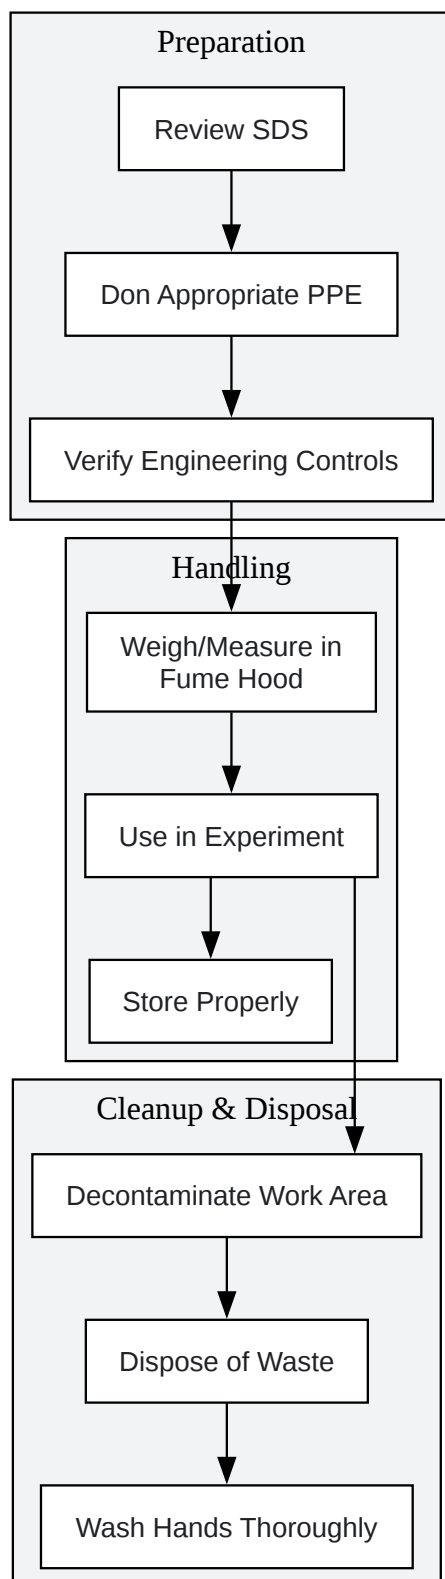 Preparation
Review SDS
Don Appropriate PPE
Verify Engineering Controls
Handling
Weigh/Measure in
Fume Hood
Use in Experiment
Store Properly
Cleanup & Disposal
Decontaminate Work Area
Dispose of Waste
Wash Hands Thoroughly